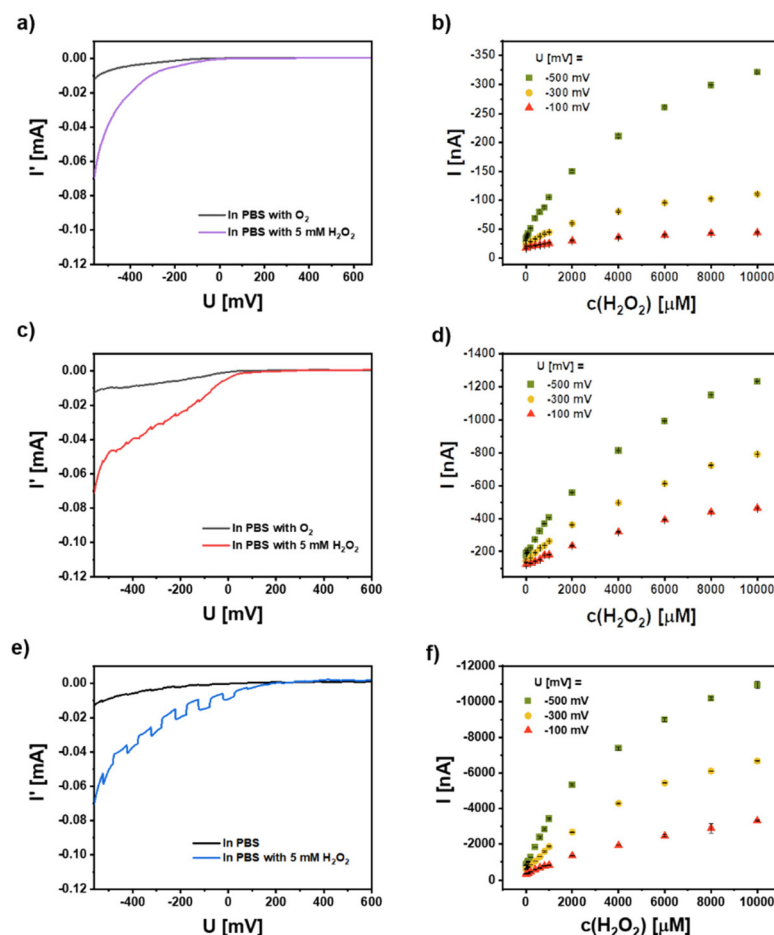 a)
I' [mA]
0.00
-0.02
-0.04
-0.06
-0.08
-0.10
-0.12
In PBS with O₂
In PBS with 5 mM H₂O₂
-400 -200 0 200 400 600
U [mV]
b)
I [nA]
-350
-300
-250
-200
-150
-100
-50
0
U [mV] =
-500 mV
-300 mV
-100 mV
0 2000 4000 6000 8000 10000
c(H₂O₂) [μM]
c)
I' [mA]
0.00
-0.02
-0.04
-0.06
-0.08
-0.10
-0.12
In PBS with O₂
In PBS with 5 mM H₂O₂
-400 -200 0 200 400 600
U [mV]
d)
I [nA]
-1400
-1200
-1000
-800
-600
-400
-200
U [mV] =
-500 mV
-300 mV
-100 mV
0 2000 4000 6000 8000 10000
c(H₂O₂) [μM]
e)
I' [mA]
0.00
-0.02
-0.04
-0.06
-0.08
-0.10
-0.12
In PBS
In PBS with 5 mM H₂O₂
-400 -200 0 200 400 600
U [mV]
f)
I [nA]
-12000
-10000
-8000
-6000
-4000
-2000
0
U [mV] =
-500 mV
-300 mV
-100 mV
0 2000 4000 6000 8000 10000
c(H₂O₂) [μM]